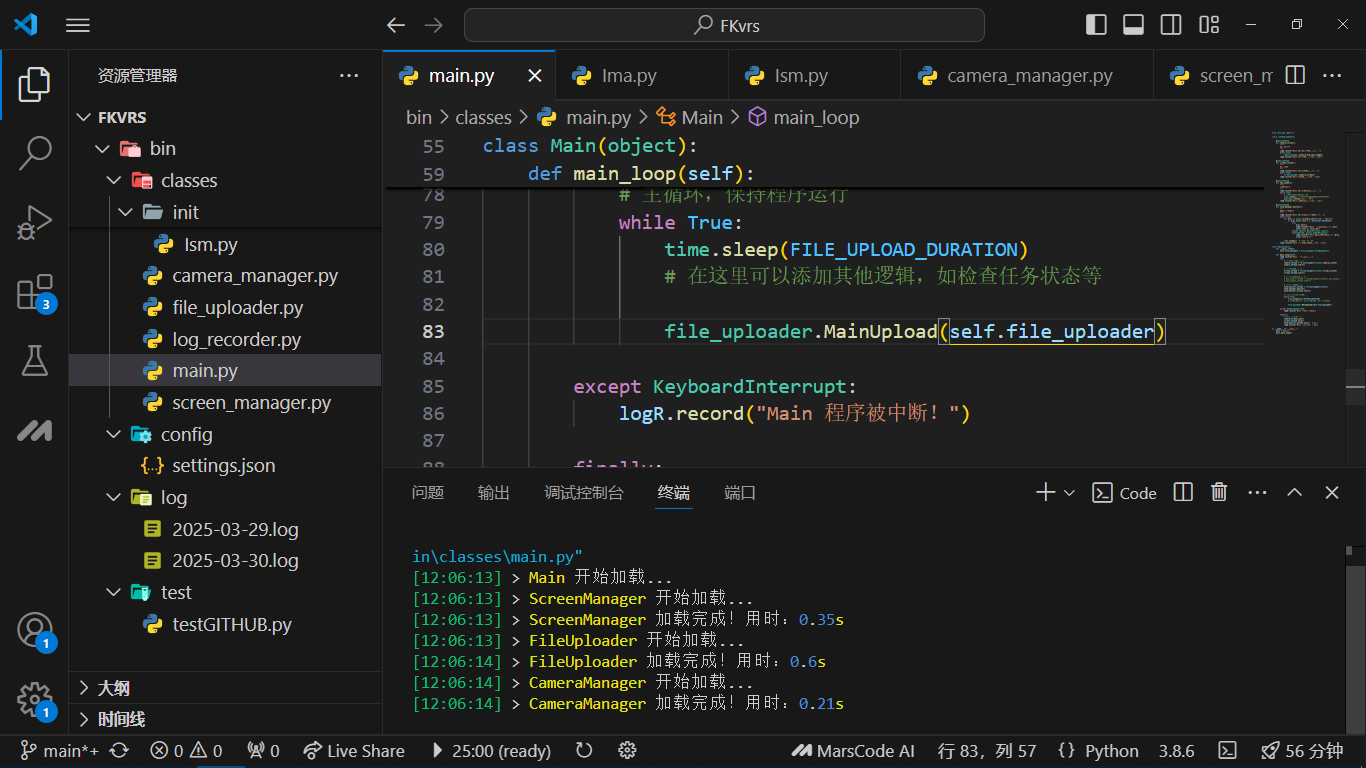 FKvrs
资源管理器
FKVRS
bin
classes
init
lsm.py
camera_manager.py
file_uploader.py
log_recorder.py
main.py
screen_manager.py
config
settings.json
log
2025-03-29.log
2025-03-30.log
test
testGITHUB.py
大纲
时间线
3
1
1
main.py
lma.py
lsm.py
camera_manager.py
screen_m
bin > classes > main.py > Main > main_loop
55 class Main(object):
59 def main_loop(self):
78 # 主循环，保持程序运行
79 while True:
80 time.sleep(FILE_UPLOAD_DURATION)
81 # 在这里可以添加其他逻辑，如检查任务状态等
82
83 file_uploader.MainUpload(self.file_uploader)
84
85 except KeyboardInterrupt:
86 logR.record("Main 程序被中断！")
87
88 finally:
问题 输出 调试控制台 终端 端口
Code
in\classes\main.py"
[12:06:13] > Main 开始加载...
[12:06:13] > ScreenManager 开始加载...
[12:06:13] > ScreenManager 加载完成！用时：0.35s
[12:06:13] > FileUploader 开始加载...
[12:06:14] > FileUploader 加载完成！用时：0.6s
[12:06:14] > CameraManager 开始加载...
[12:06:14] > CameraManager 加载完成！用时：0.21s
main*+ 0 0 0 Live Share 25:00 (ready) MarsCode AI 行 83，列 57 {} Python 3.8.6 56 分钟